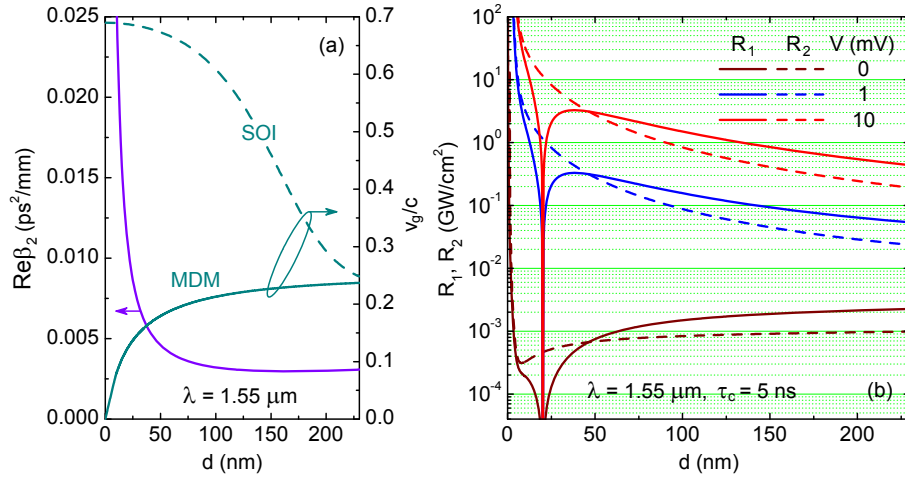 0.025
0.020
0.015
0.010
0.005
0.000
Reβ₂ (ps²/mm)
0 50 100 150 200
d (nm)
0.7
0.6
0.5
0.4
0.3
0.2
0.1
0.0
v_g/c
(a)
SOI
MDM
λ = 1.55 μm
10²
10¹
10⁰
10⁻¹
10⁻²
10⁻³
10⁻⁴
R₁, R₂ (GW/cm²)
0 50 100 150 200
d (nm)
R₁ R₂ V (mV)
0
1
10
λ = 1.55 μm, τ_c = 5 ns (b)